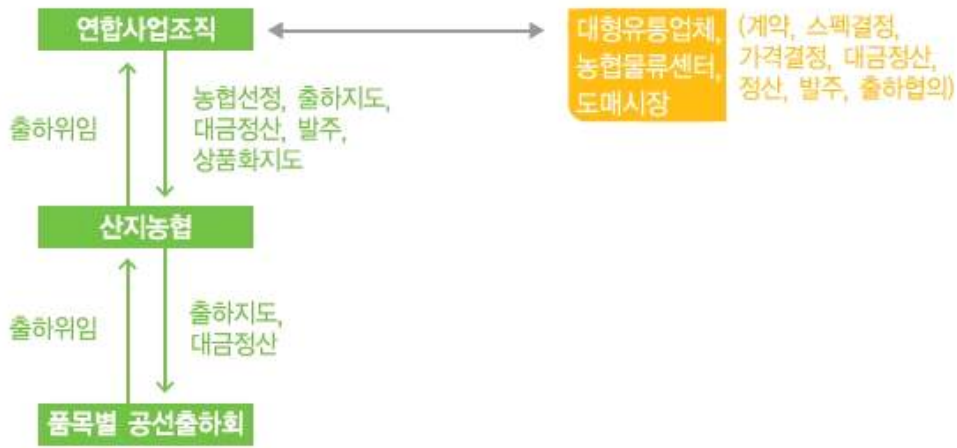 연합사업조직
대형유통업체,
농협물류센터,
도매시장
(계약, 스펙결정,
가격결정, 대금정산,
정산, 발주, 출하협의)
출하위임
농협선정, 출하지도,
대금정산, 발주,
상품화지도
산지농협
출하위임
출하지도,
대금정산
품목별 공선출하회